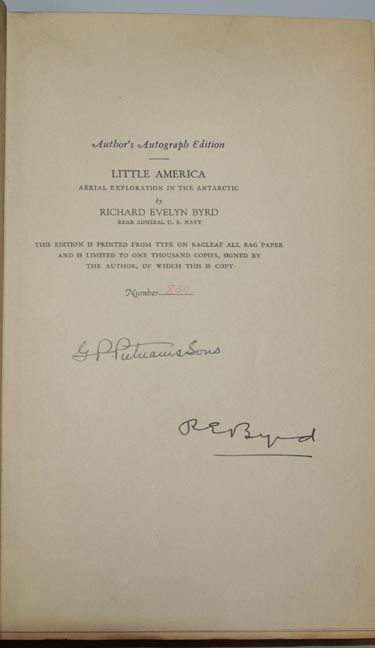 Author's Autograph Edition
LITTLE AMERICA
AERIAL EXPLORATION IN THE ANTARCTIC
by
RICHARD EVELYN BYRD
REAR ADMIRAL U. S. NAVY
THIS EDITION IS PRINTED FROM TYPE ON RAGLEAF ALL RAG PAPER
AND IS LIMITED TO ONE THOUSAND COPIES, SIGNED BY
THE AUTHOR, OF WHICH THIS IS COPY
Number 850
G.P. Putnams Sons
R E Byrd